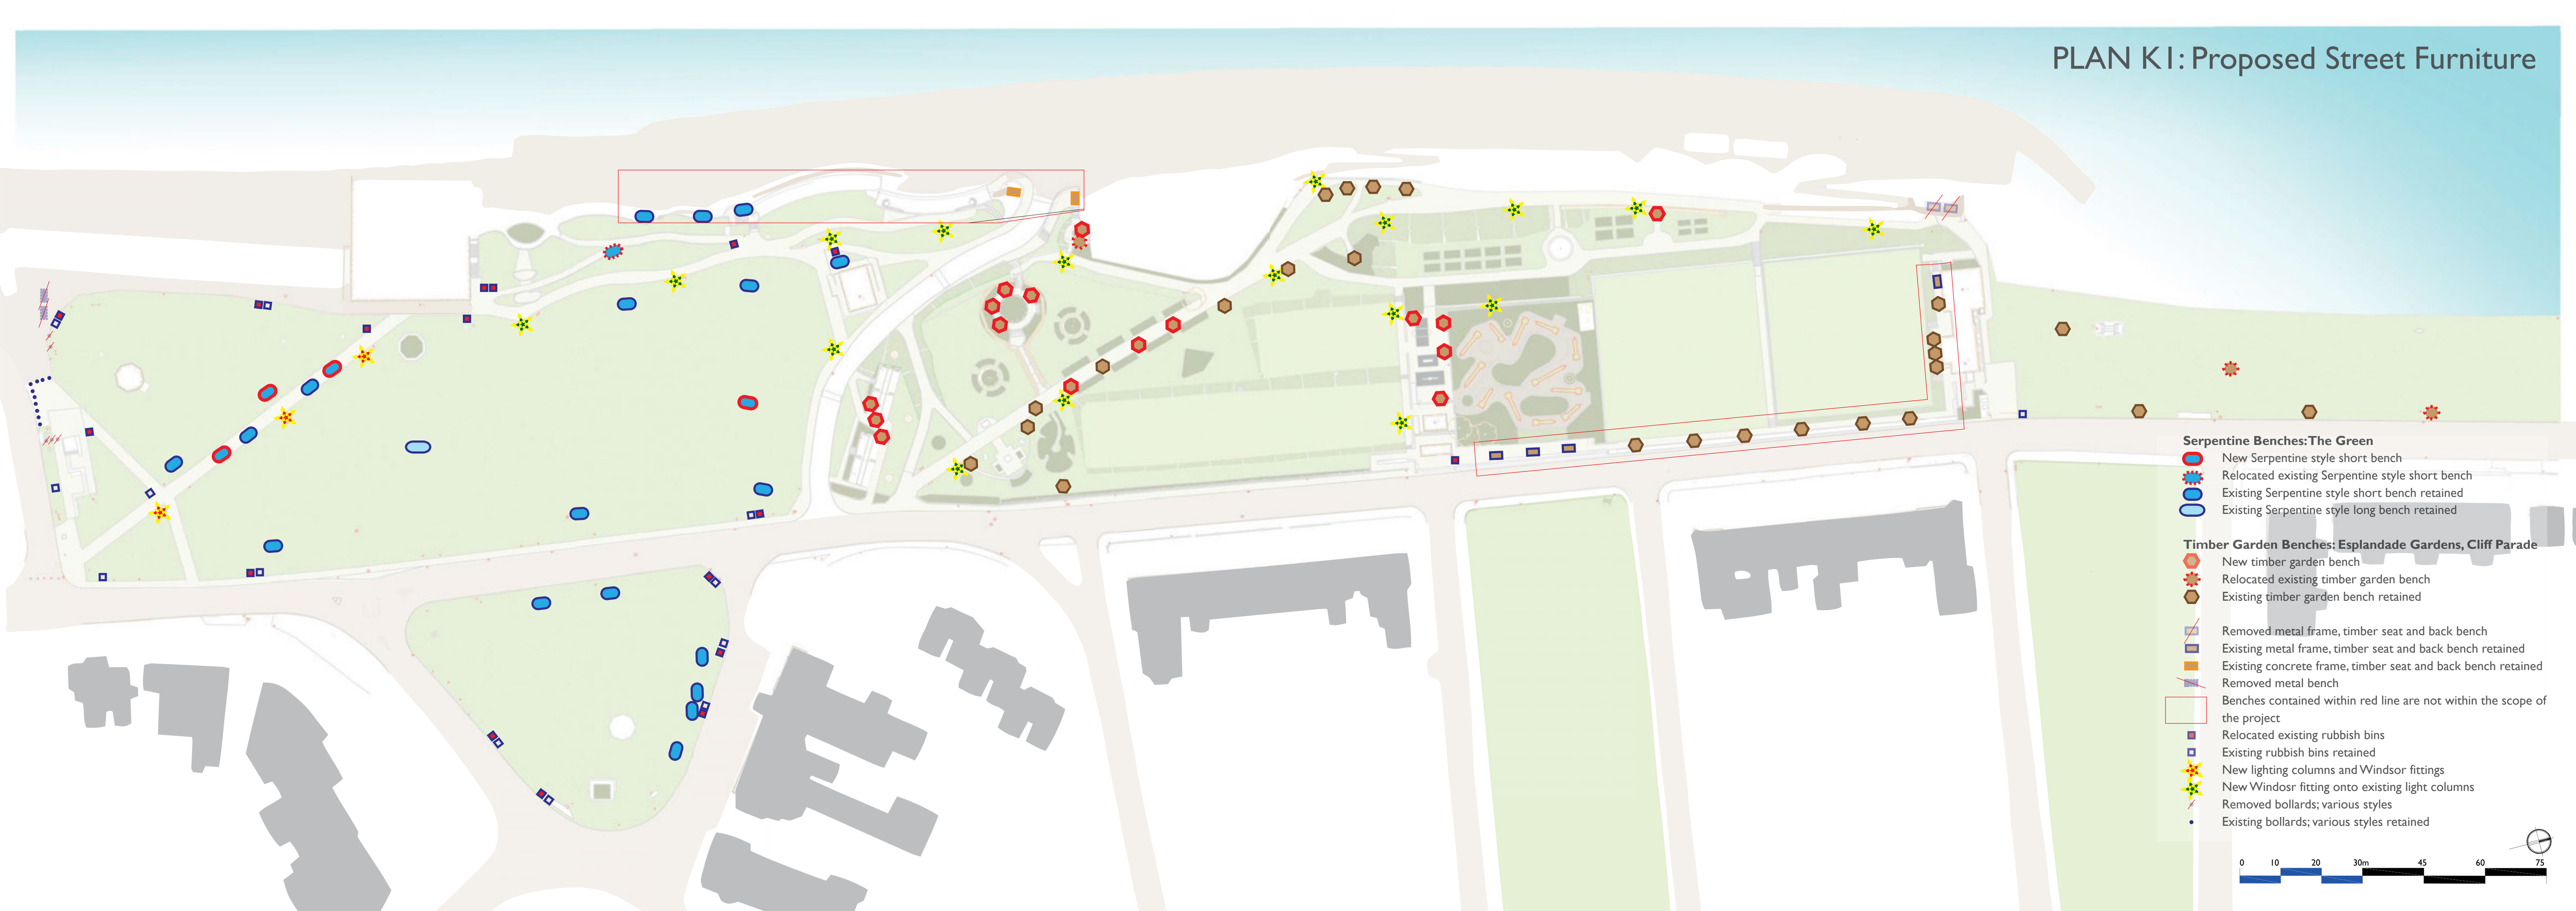 PLAN K1: Proposed Street Furniture
Serpentine Benches: The Green
New Serpentine style short bench
Relocated existing Serpentine style short bench
Existing Serpentine style short bench retained
Existing Serpentine style long bench retained
Timber Garden Benches: Esplandade Gardens, Cliff Parade
New timber garden bench
Relocated existing timber garden bench
Existing timber garden bench retained
Removed metal frame, timber seat and back bench
Existing metal frame, timber seat and back bench retained
Existing concrete frame, timber seat and back bench retained
Removed metal bench
Benches contained within red line are not within the scope of
the project
Relocated existing rubbish bins
Existing rubbish bins retained
New lighting columns and Windsor fittings
New Windosr fitting onto existing light columns
Removed bollards; various styles
Existing bollards; various styles retained
0 10 20 30m 45 60 75